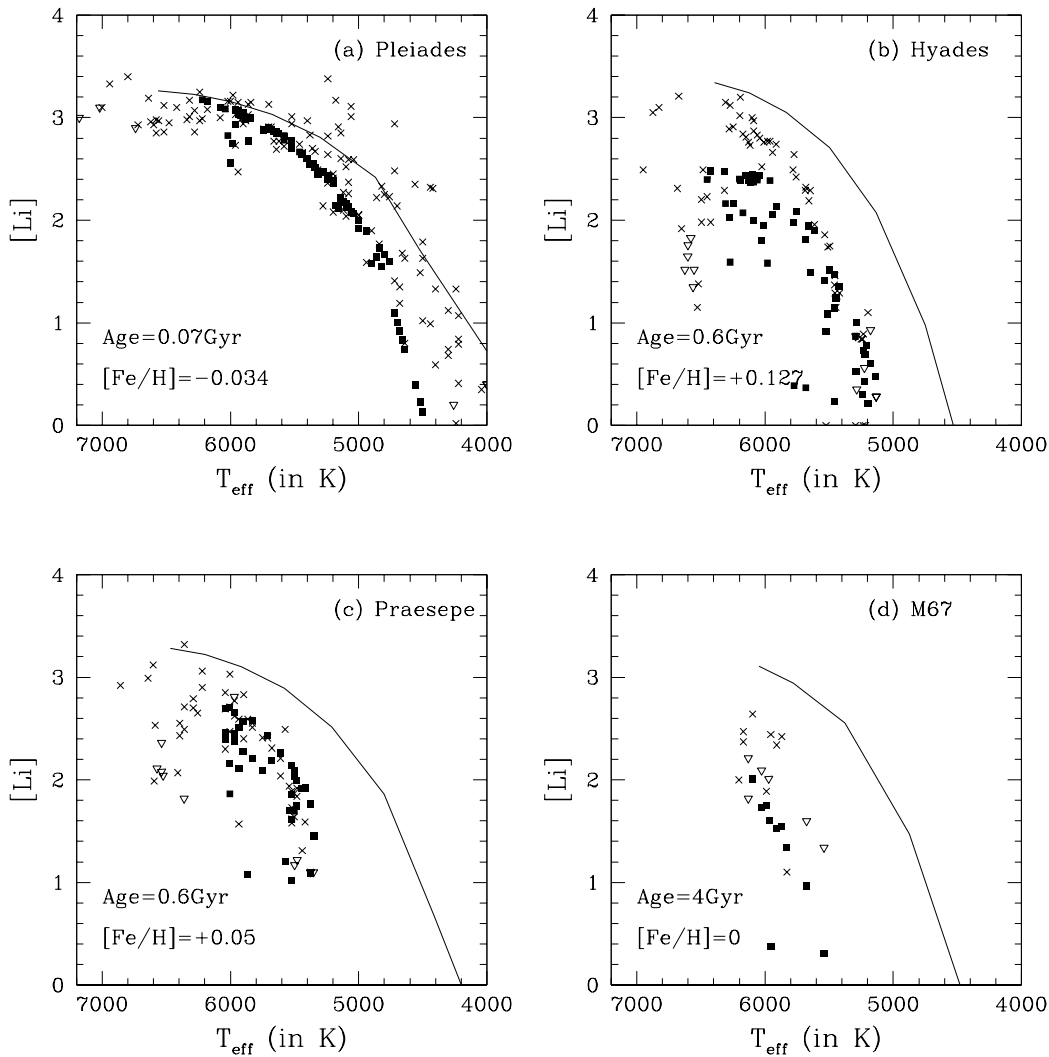 4
3
2
1
0
[Li]
(a) Pleiades
Age=0.07Gyr
[Fe/H]=−0.034
7000 6000 5000 4000
T_eff (in K)
4
3
2
1
0
[Li]
(b) Hyades
Age=0.6Gyr
[Fe/H]=+0.127
7000 6000 5000 4000
T_eff (in K)
4
3
2
1
0
[Li]
(c) Praesepe
Age=0.6Gyr
[Fe/H]=+0.05
7000 6000 5000 4000
T_eff (in K)
4
3
2
1
0
[Li]
(d) M67
Age=4Gyr
[Fe/H]=0
7000 6000 5000 4000
T_eff (in K)